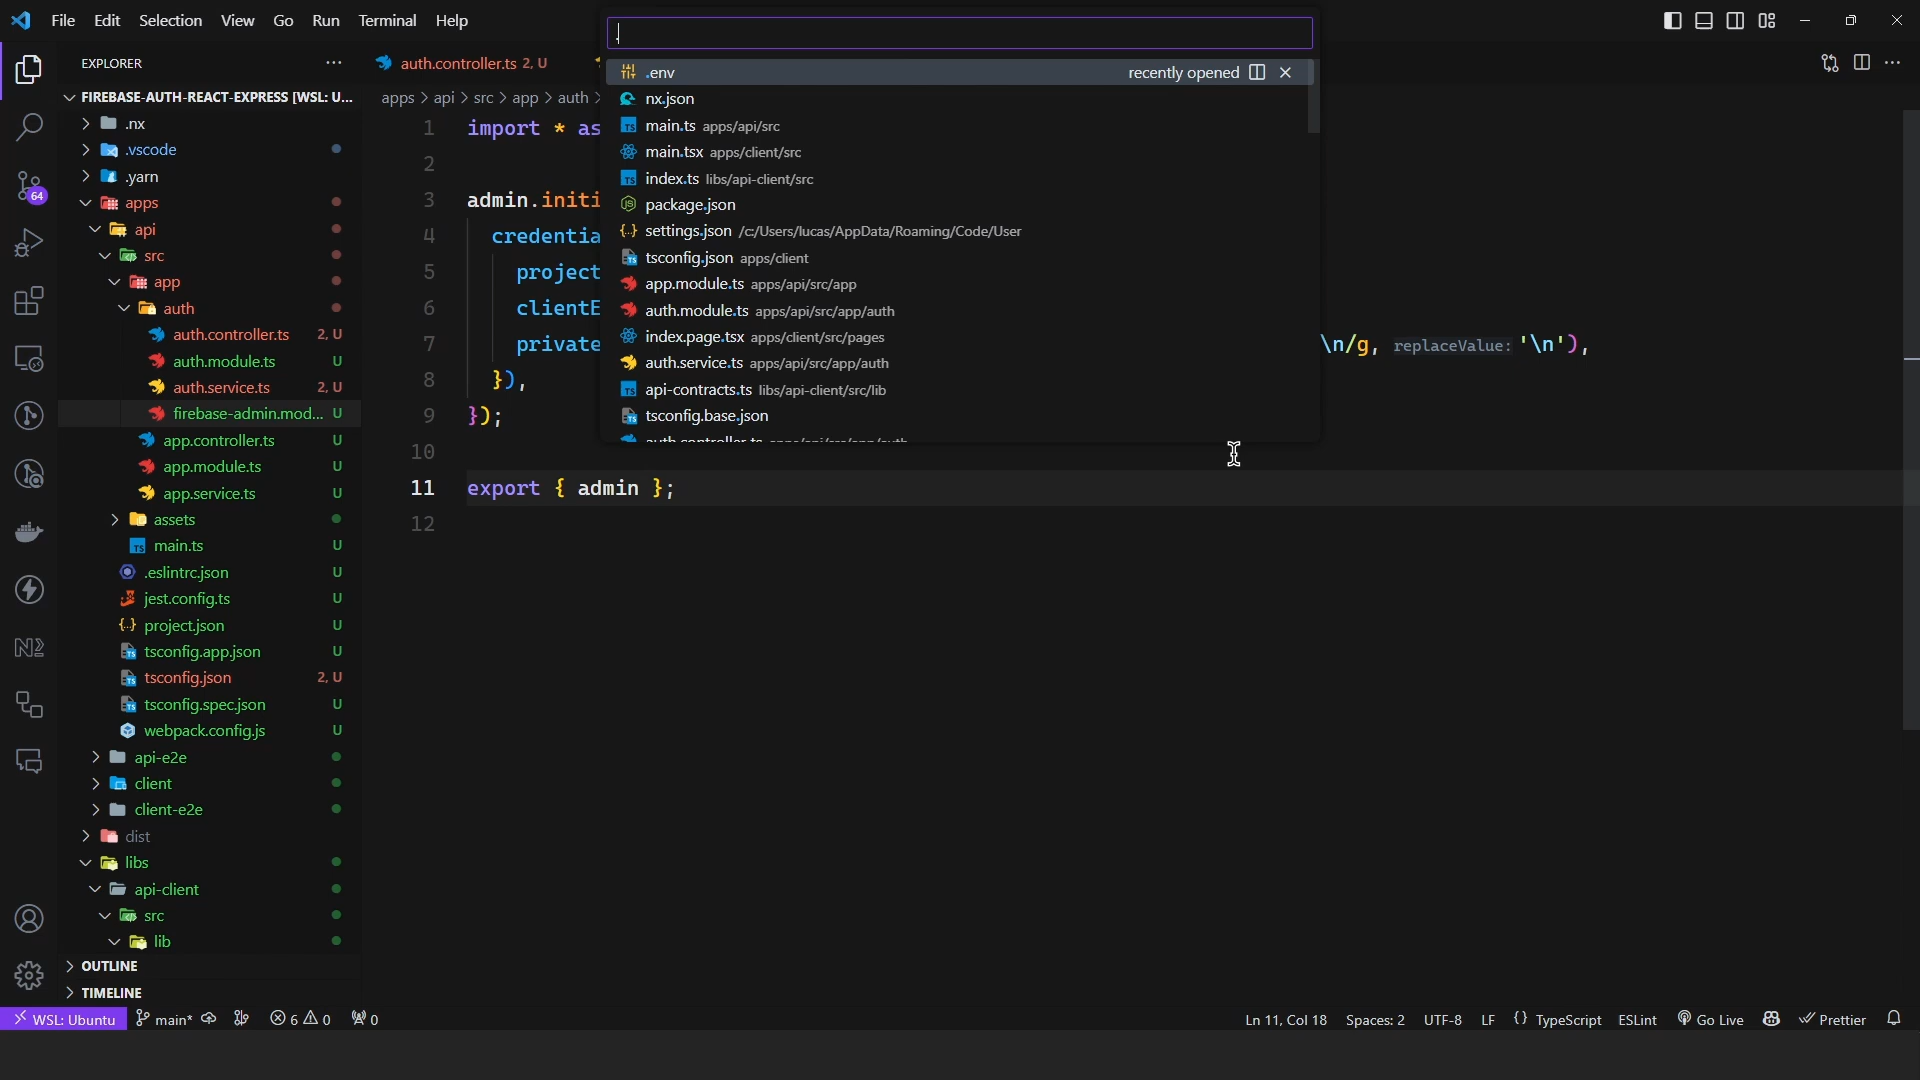 File Edit Selection View Go Run Terminal Help
.
EXPLORER
auth.controller.ts 2, U
.env recently opened
FIREBASE-AUTH-REACT-EXPRESS [WSL: U...
apps > api > src > app > auth >
nx.json
main.ts apps/api/src
main.tsx apps/client/src
index.ts libs/api-client/src
package.json
settings.json /c:/Users/lucas/AppData/Roaming/Code/User
tsconfig.json apps/client
app.module.ts apps/api/src/app
auth.module.ts apps/api/src/app/auth
index.page.tsx apps/client/src/pages
auth.service.ts apps/api/src/app/auth
api-contracts.ts libs/api-client/src/lib
tsconfig.base.json
auth.controller.ts apps/api/src/app/auth
.nx
.vscode
.yarn
apps
api
src
app
auth
auth.controller.ts 2, U
auth.module.ts U
auth.service.ts 2, U
firebase-admin.mod... U
app.controller.ts U
app.module.ts U
app.service.ts U
assets
main.ts U
.eslintrc.json U
jest.config.ts U
project.json U
tsconfig.app.json U
tsconfig.json 2, U
tsconfig.spec.json U
webpack.config.js U
api-e2e
client
client-e2e
dist
libs
api-client
src
lib
OUTLINE
TIMELINE
64
1 import * as
2
3 admin.initi
4 credentia
5 project
6 clientE
7 private \n/g, replaceValue: '\n'),
8 }),
9 });
10
11 export { admin };
12
WSL: Ubuntu main* 6 0 0 Ln 11, Col 18 Spaces: 2 UTF-8 LF {} TypeScript ESLint Go Live Prettier